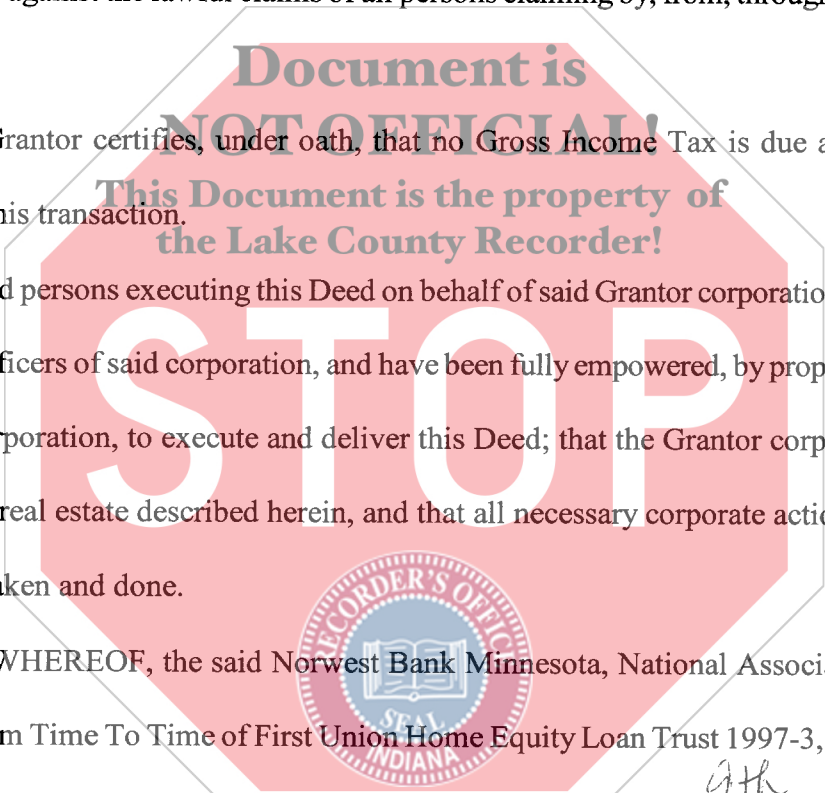 against the lawful claims of all persons claiming by, from, through
Document is
NOT OFFICIAL!
rantor certifies, under oath, that no Gross Income Tax is due a
This Document is the property of
his transaction.
the Lake County Recorder!
d persons executing this Deed on behalf of said Grantor corporatio
STOP
ficers of said corporation, and have been fully empowered, by prop
poration, to execute and deliver this Deed; that the Grantor corp
real estate described herein, and that all necessary corporate actio
aken and done.
RECORDER'S OFFICE
WHEREOF, the said Norwest Bank Minnesota, National Associa
SEAL
m Time To Time of First Union Home Equity Loan Trust 1997-3,
INDIANA